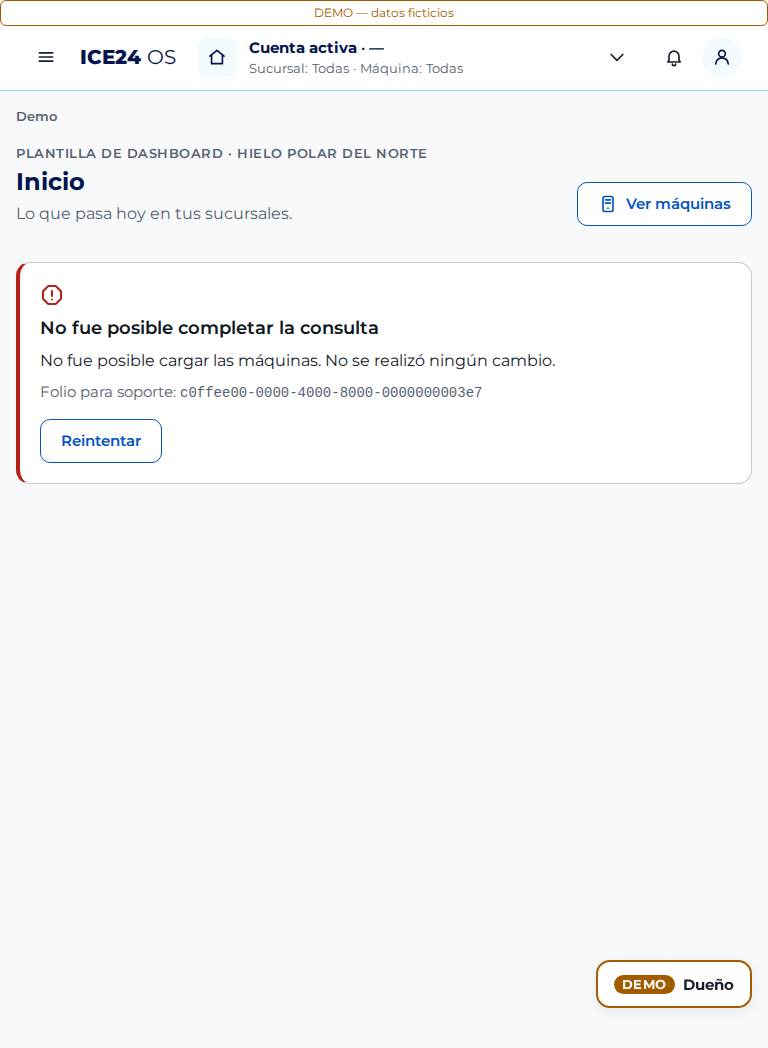 DEMO — datos ficticios
ICE24 OS
Cuenta activa · —
Sucursal: Todas · Máquina: Todas
Demo
PLANTILLA DE DASHBOARD · HIELO POLAR DEL NORTE
Inicio
Lo que pasa hoy en tus sucursales.
Ver máquinas
No fue posible completar la consulta
No fue posible cargar las máquinas. No se realizó ningún cambio.
Folio para soporte: c0ffee00-0000-4000-8000-0000000003e7
Reintentar
DEMO Dueño